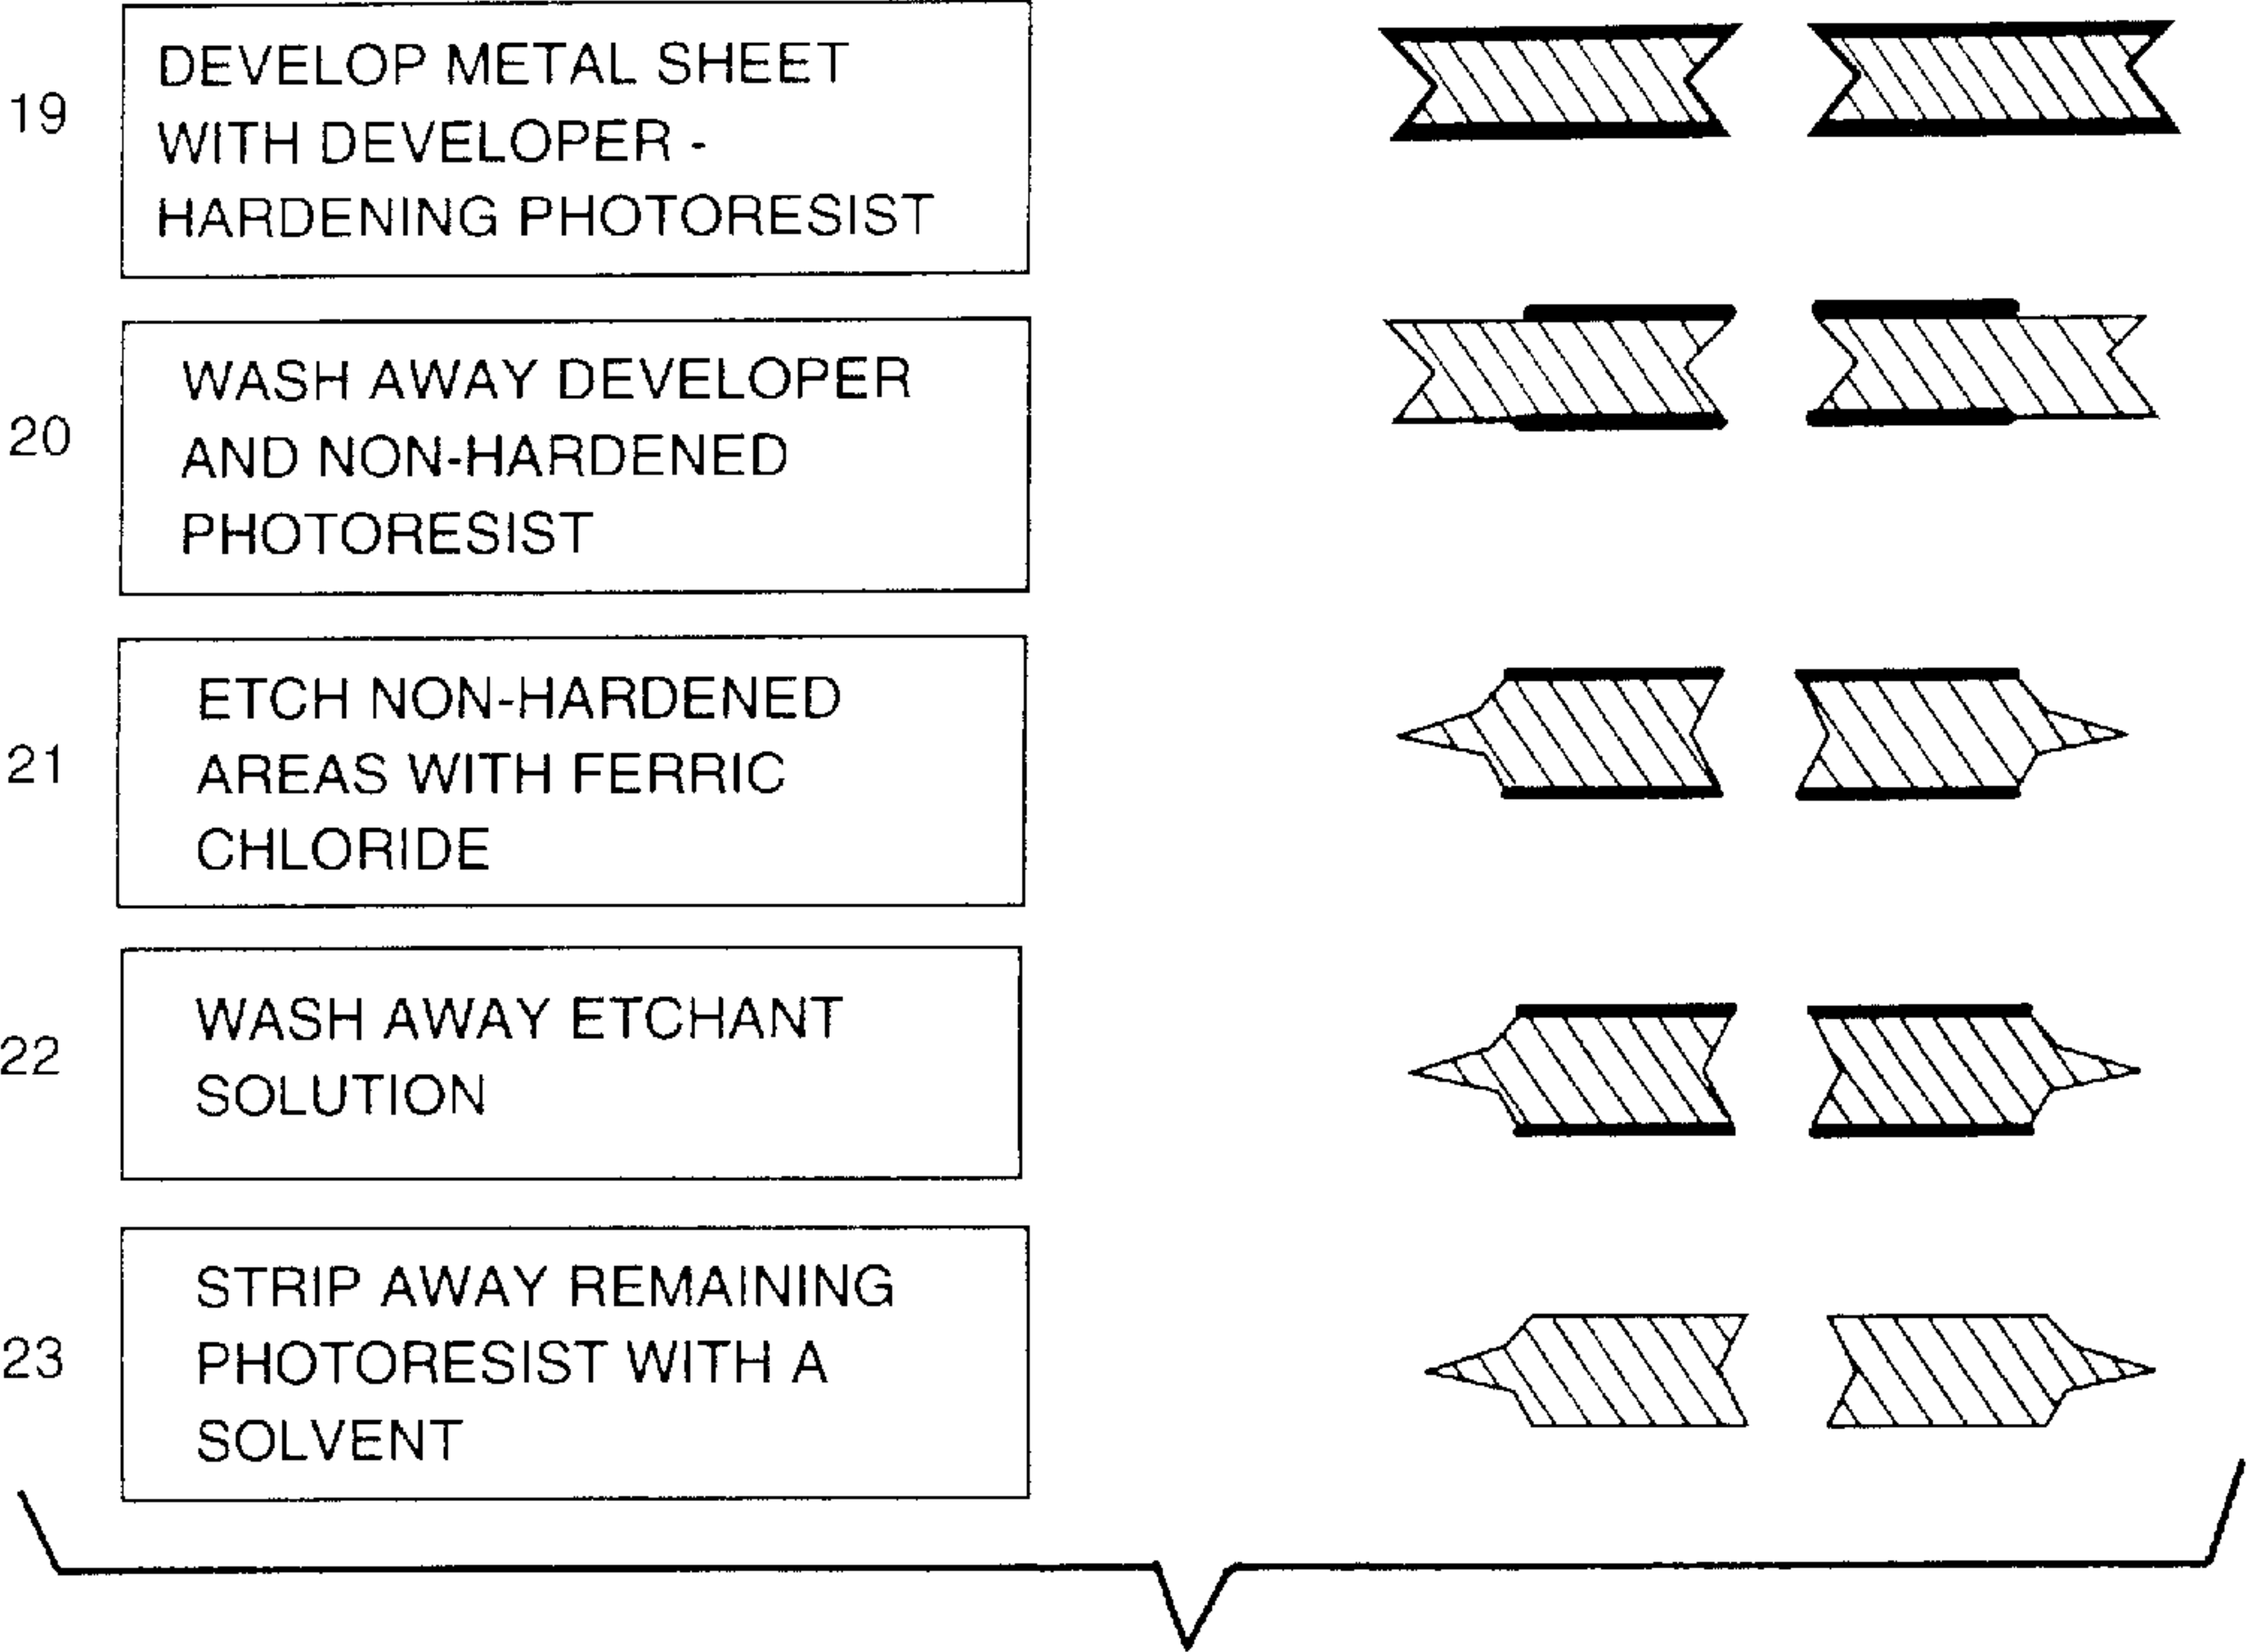 19
DEVELOP METAL SHEET
WITH DEVELOPER -
HARDENING PHOTORESIST
20
WASH AWAY DEVELOPER
AND NON-HARDENED
PHOTORESIST
21
ETCH NON-HARDENED
AREAS WITH FERRIC
CHLORIDE
22
WASH AWAY ETCHANT
SOLUTION
23
STRIP AWAY REMAINING
PHOTORESIST WITH A
SOLVENT